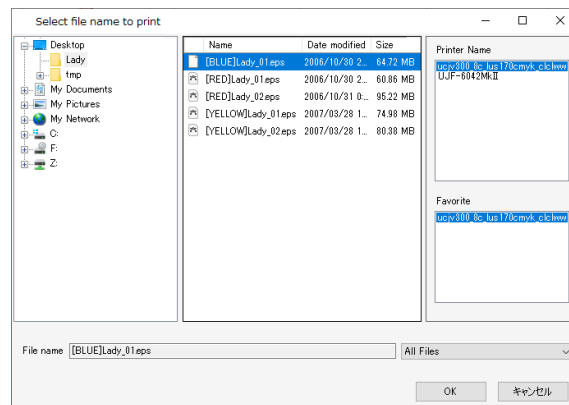 Select file name to print
Desktop
Lady
tmp
My Documents
My Pictures
My Network
C:
F:
Z:
Name Date modified Size
[BLUE]Lady_01.eps 2006/10/30 2... 64.72 MB
[RED]Lady_01.eps 2006/10/30 2... 60.86 MB
[RED]Lady_02.eps 2006/10/31 0:... 95.22 MB
[YELLOW]Lady_01.eps 2007/03/28 1... 74.98 MB
[YELLOW]Lady_02.eps 2007/03/28 1... 80.38 MB
Printer Name
ucjv300_8c_lus170cmyk_clclww
UJF-6042MkⅡ
Favorite
ucjv300_8c_lus170cmyk_clclww
File name [BLUE]Lady_01.eps All Files
OK キャンセル